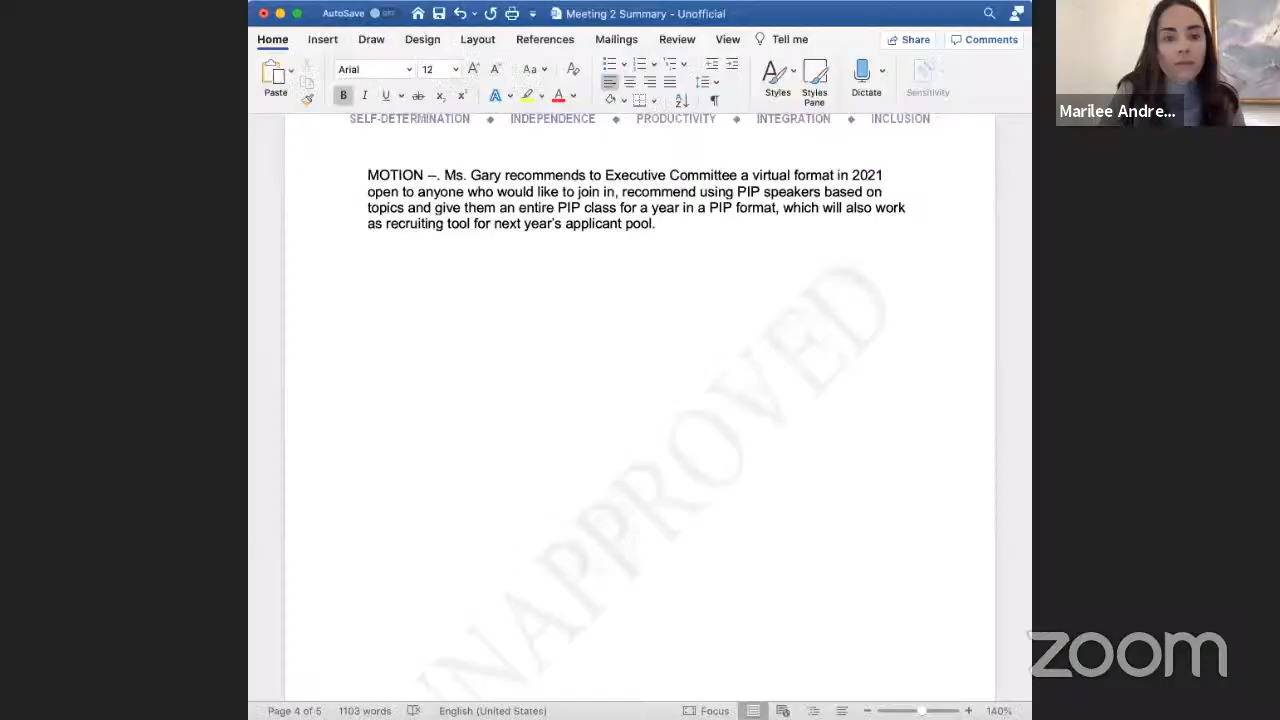 AutoSave OFF Meeting 2 Summary - Unofficial
Home Insert Draw Design Layout References Mailings Review View Tell me Share Comments
Paste Arial 12 Styles Styles Pane Dictate Sensitivity
SELF-DETERMINATION ◆ INDEPENDENCE ◆ PRODUCTIVITY ◆ INTEGRATION ◆ INCLUSION
MOTION –. Ms. Gary recommends to Executive Committee a virtual format in 2021
open to anyone who would like to join in, recommend using PIP speakers based on
topics and give them an entire PIP class for a year in a PIP format, which will also work
as recruiting tool for next year's applicant pool.
UNAPPROVED
Page 4 of 5 1103 words English (United States) Focus 140%
Marilee Andre...
zoom